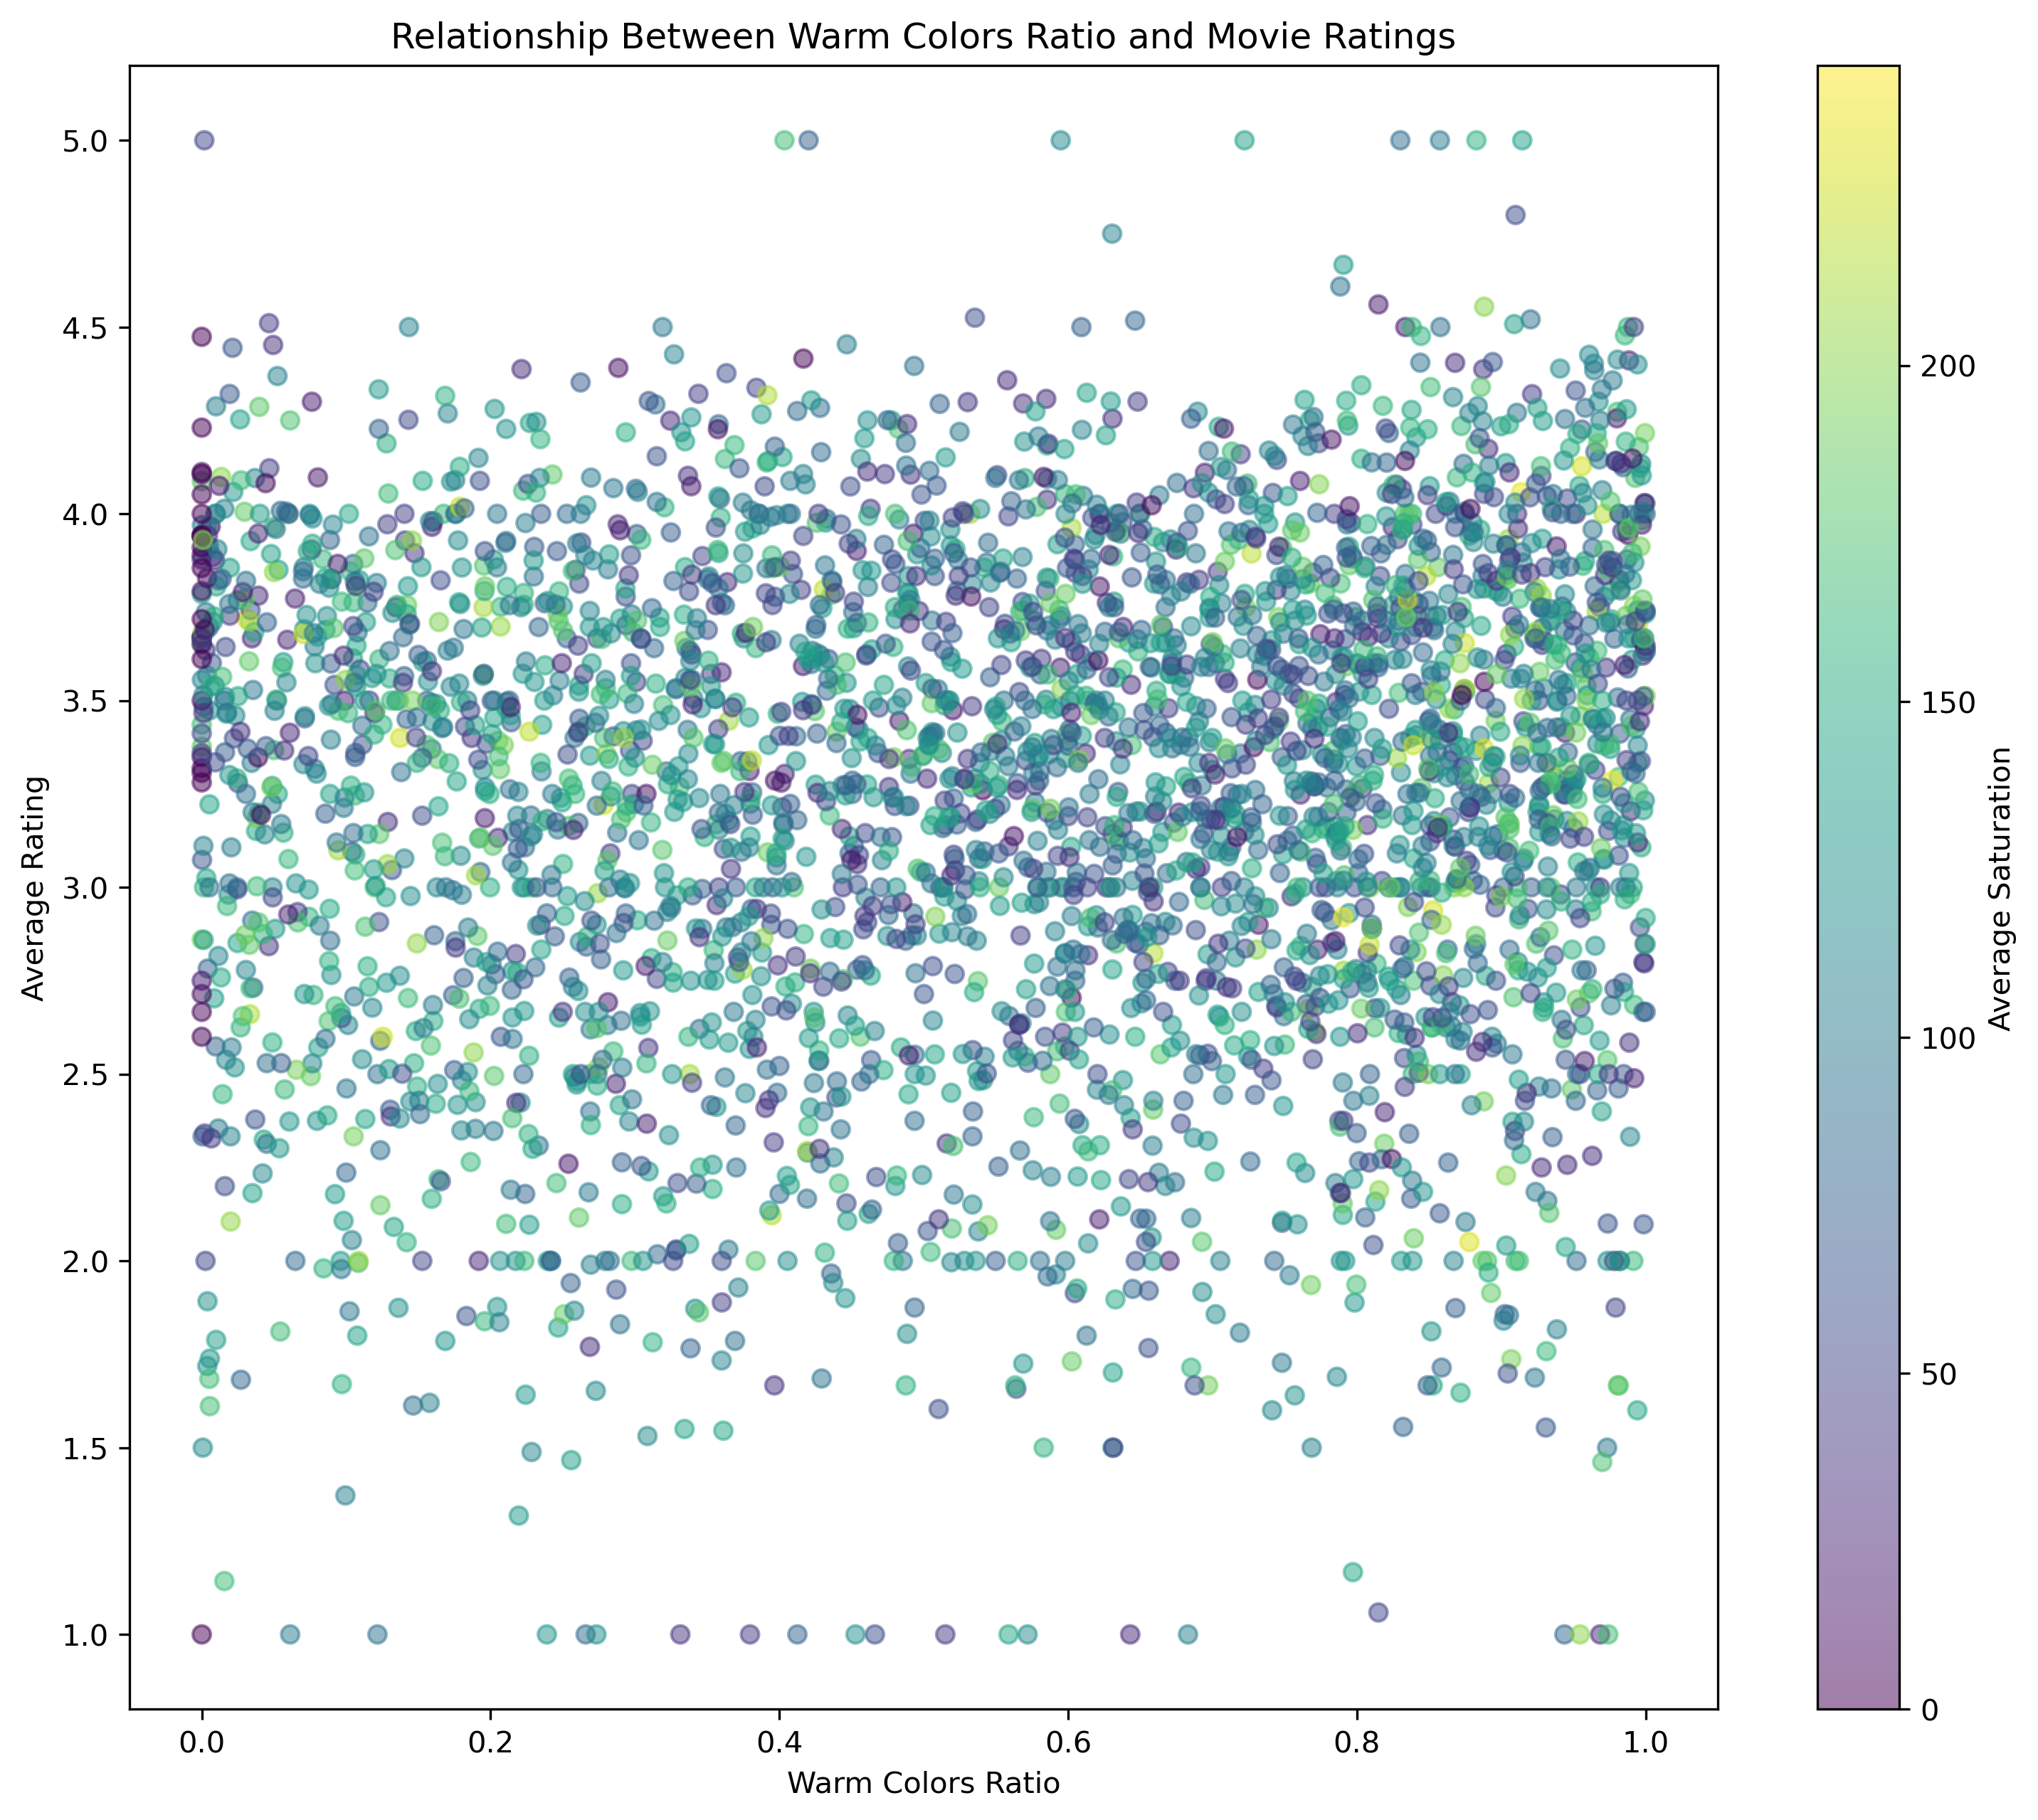 Relationship Between Warm Colors Ratio and Movie Ratings
5.0
4.5
4.0
3.5
3.0
2.5
2.0
1.5
1.0
Average Rating
0.0 0.2 0.4 0.6 0.8 1.0
Warm Colors Ratio
200
150
100
50
0
Average Saturation